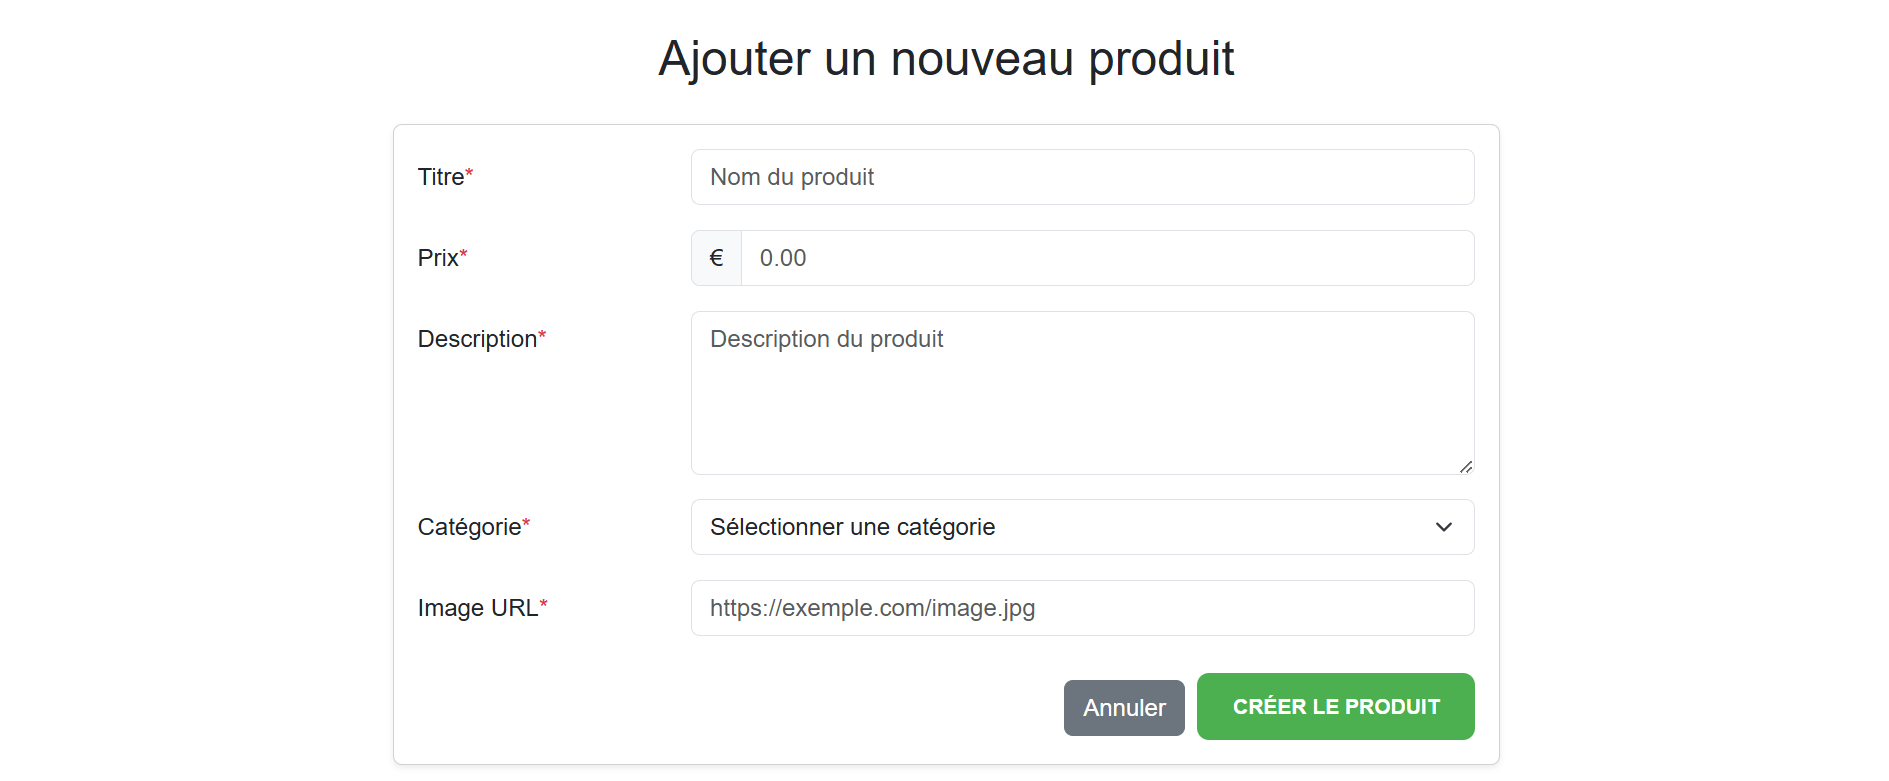 Ajouter un nouveau produit
Titre* Nom du produit
Prix* € 0.00
Description* Description du produit
Catégorie* Sélectionner une catégorie
Image URL* https://exemple.com/image.jpg
Annuler CRÉER LE PRODUIT